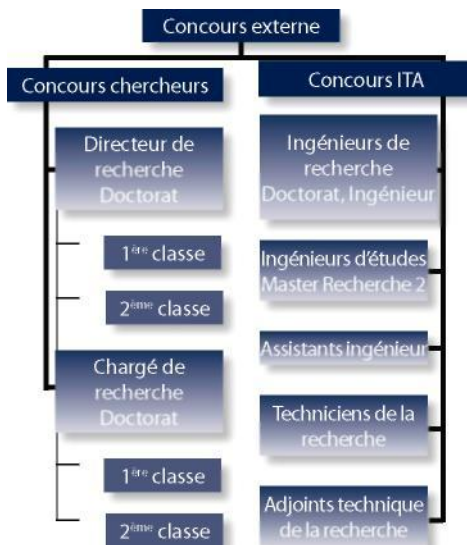 Concours externe
Concours chercheurs
Directeur de
recherche
Doctorat
1ère classe
2ème classe
Chargé de
recherche
Doctorat
1ère classe
2ème classe
Concours ITA
Ingénieurs de
recherche
Doctorat, Ingénieur
Ingénieurs d'études
Master Recherche 2
Assistants ingénieur
Techniciens de la
recherche
Adjoints technique
de la recherche